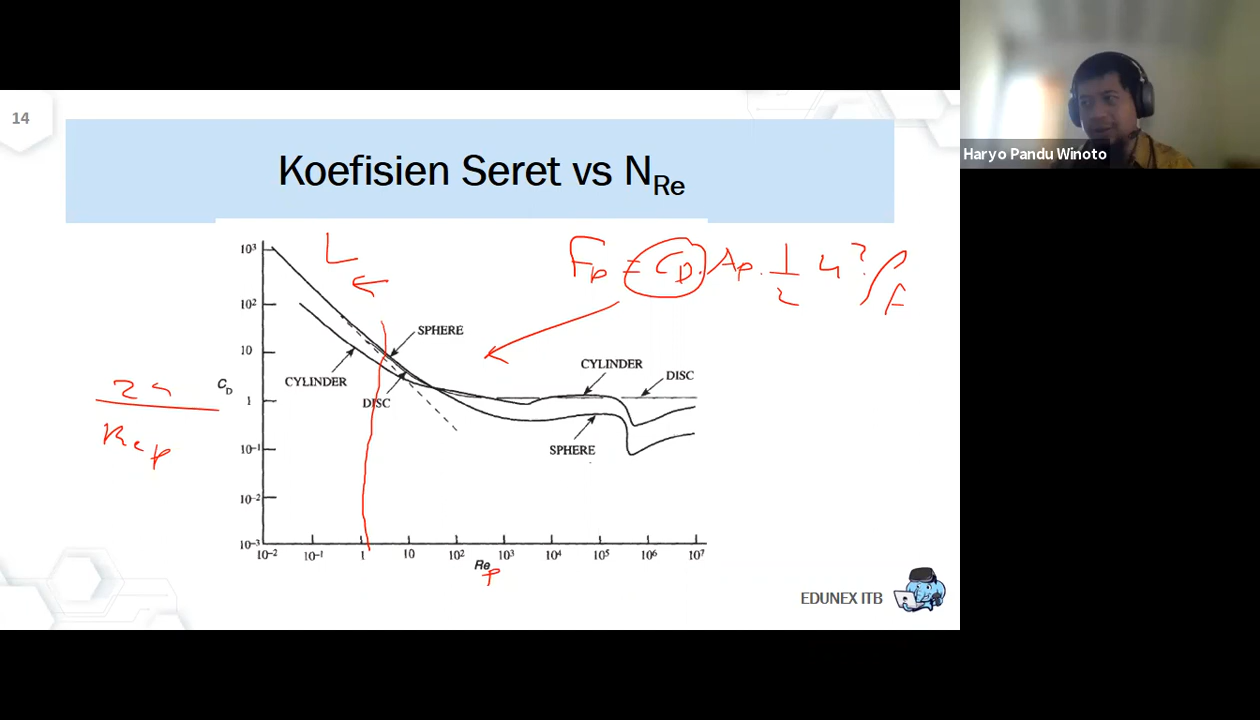 14
Koefisien Seret vs N_Re
Haryo Pandu Winoto
L
F_D = C_D . A_p . 1/2 u² ρ_f
10³
10²
10
C_D
1
10⁻¹
10⁻²
10⁻³
SPHERE
CYLINDER
DISC
CYLINDER
DISC
SPHERE
24
Re_p
10⁻² 10⁻¹ 1 10 10² 10³ 10⁴ 10⁵ 10⁶ 10⁷
Re_p
EDUNEX ITB